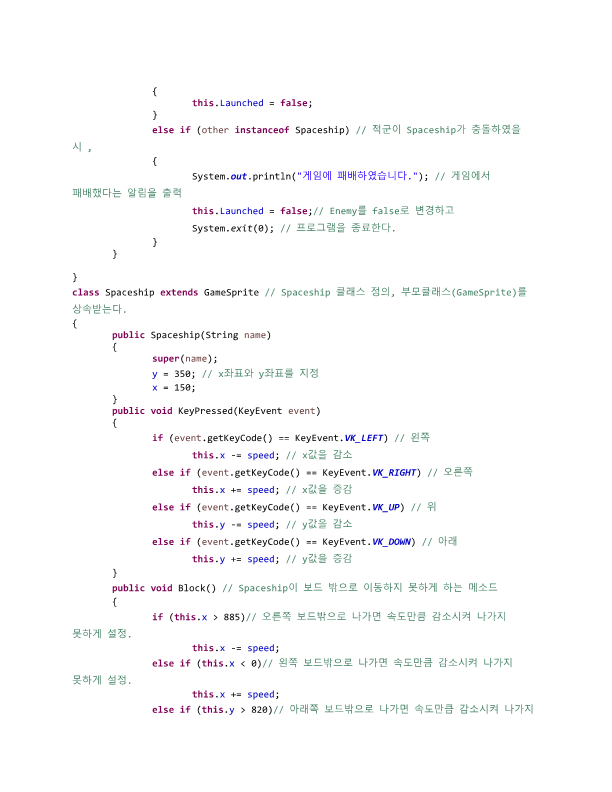 {
this.Launched = false;
}
else if (other instanceof Spaceship) // 적군이 Spaceship가 충돌하였을
시 ,
{
System.out.println("게임에 패배하였습니다."); // 게임에서
패배했다는 알림을 출력
this.Launched = false;// Enemy를 false로 변경하고
System.exit(0); // 프로그램을 종료한다.
}
}
}
class Spaceship extends GameSprite // Spaceship 클래스 정의, 부모클래스(GameSprite)를
상속받는다.
{
public Spaceship(String name)
{
super(name);
y = 350; // x좌표와 y좌표를 지정
x = 150;
}
public void KeyPressed(KeyEvent event)
{
if (event.getKeyCode() == KeyEvent.VK_LEFT) // 왼쪽
this.x -= speed; // x값을 감소
else if (event.getKeyCode() == KeyEvent.VK_RIGHT) // 오른쪽
this.x += speed; // x값을 증감
else if (event.getKeyCode() == KeyEvent.VK_UP) // 위
this.y -= speed; // y값을 감소
else if (event.getKeyCode() == KeyEvent.VK_DOWN) // 아래
this.y += speed; // y값을 증감
}
public void Block() // Spaceship이 보드 밖으로 이동하지 못하게 하는 메소드
{
if (this.x > 885)// 오른쪽 보드밖으로 나가면 속도만큼 감소시켜 나가지
못하게 설정.
this.x -= speed;
else if (this.x < 0)// 왼쪽 보드밖으로 나가면 속도만큼 감소시켜 나가지
못하게 설정.
this.x += speed;
else if (this.y > 820)// 아래쪽 보드밖으로 나가면 속도만큼 감소시켜 나가지